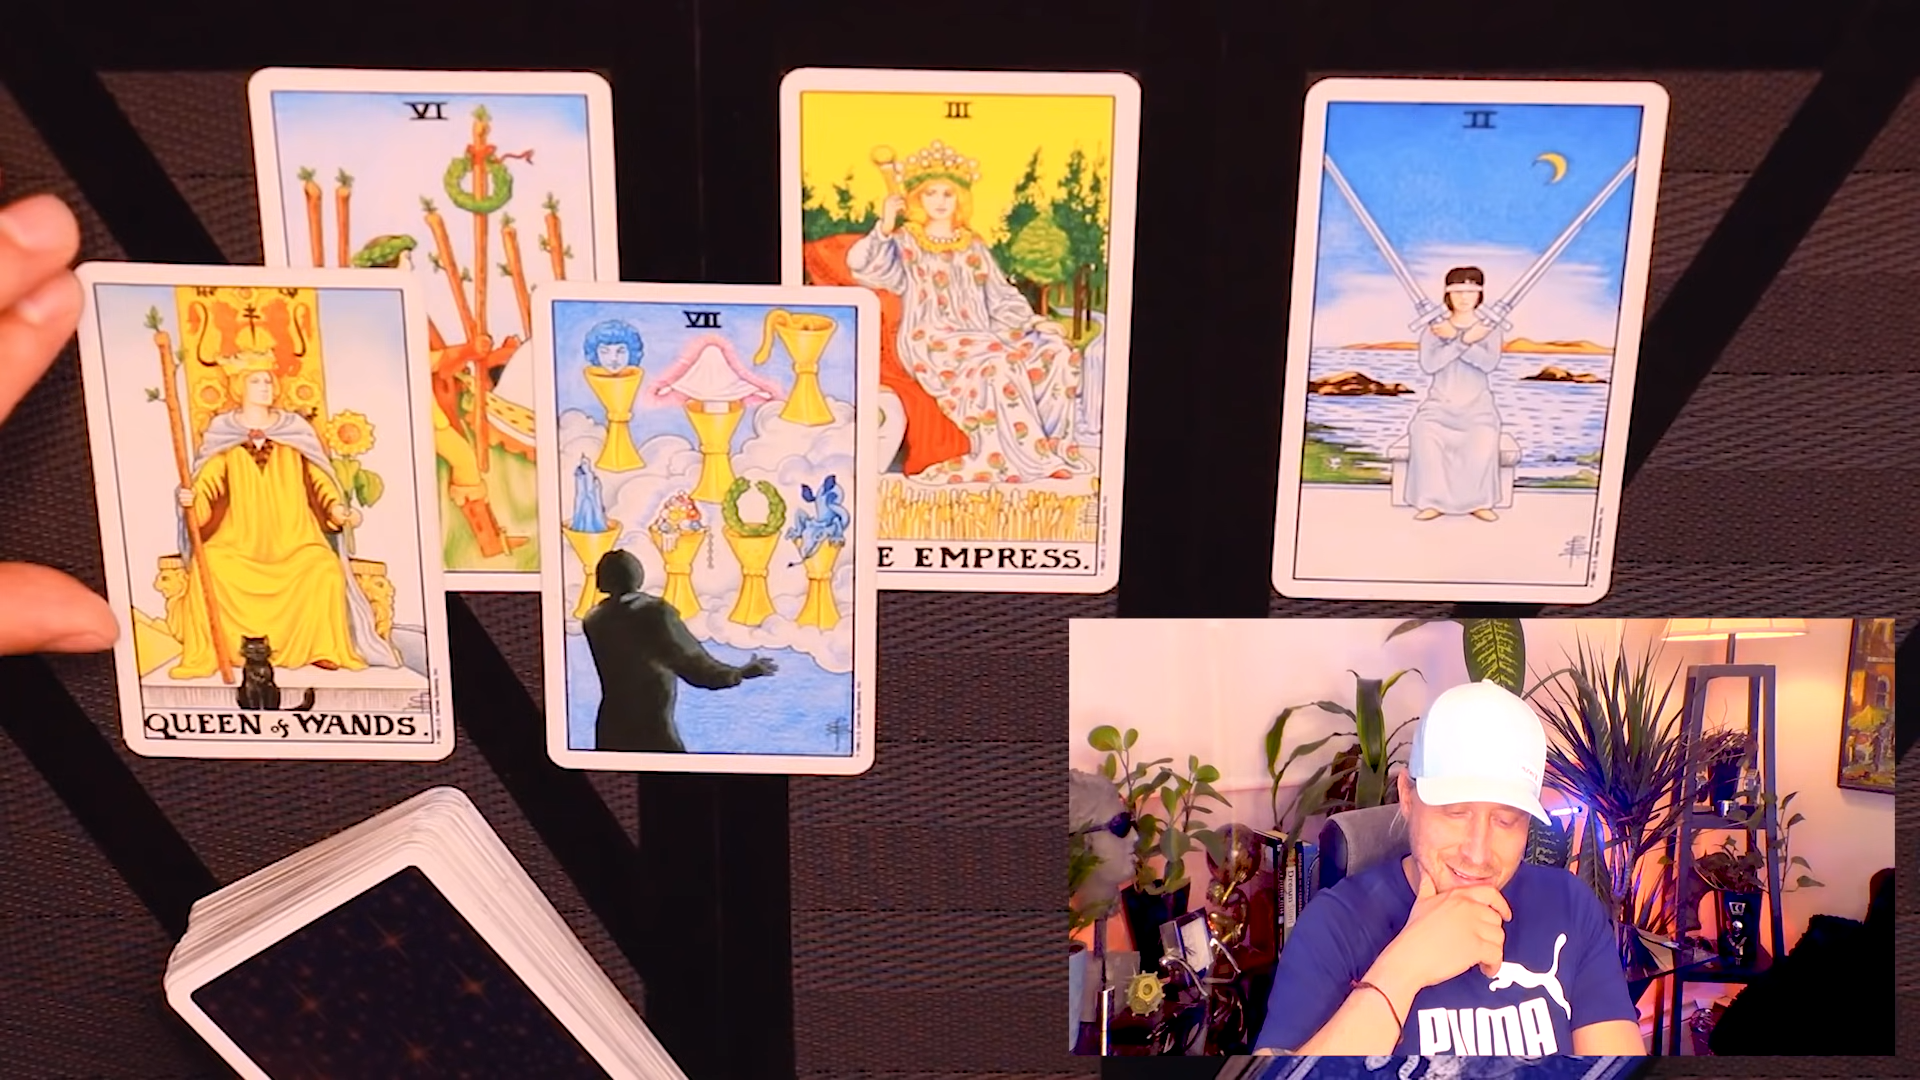 VI
III
II
QUEEN of WANDS.
VII
E EMPRESS.
PUMA